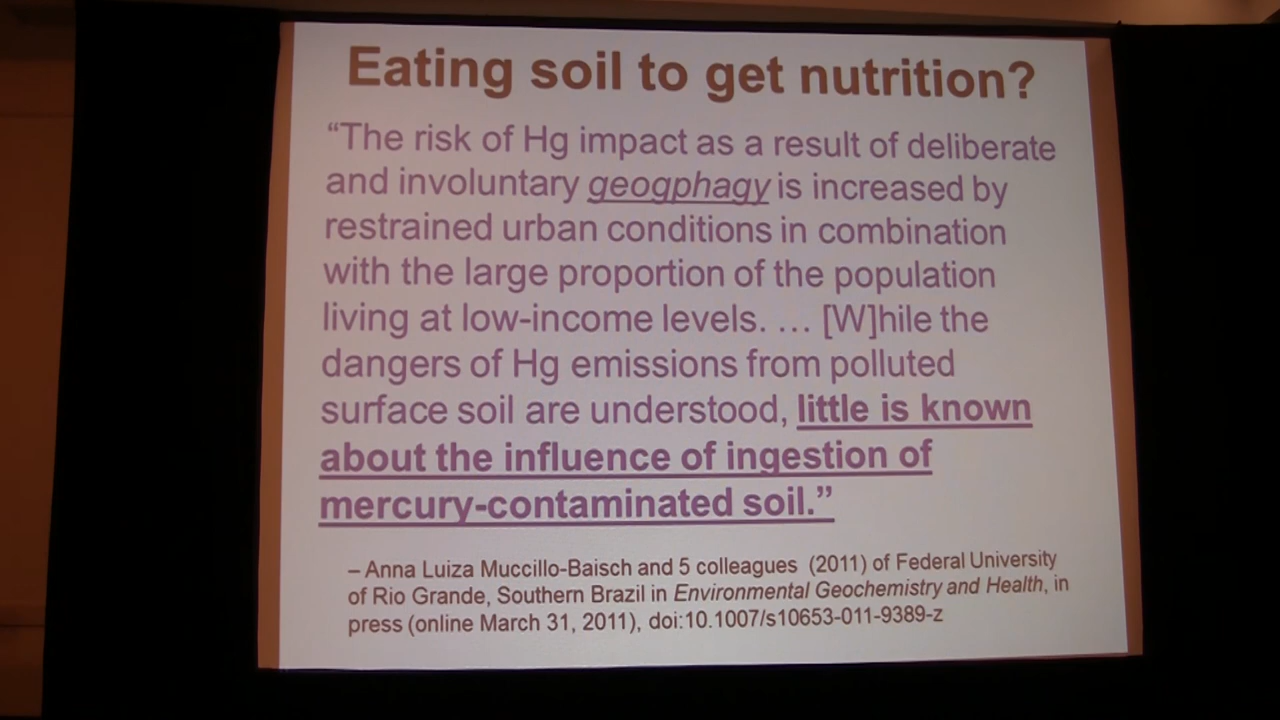 Eating soil to get nutrition?
“The risk of Hg impact as a result of deliberate
and involuntary geogphagy is increased by
restrained urban conditions in combination
with the large proportion of the population
living at low-income levels. … [W]hile the
dangers of Hg emissions from polluted
surface soil are understood, little is known
about the influence of ingestion of
mercury-contaminated soil.”
– Anna Luiza Muccillo-Baisch and 5 colleagues (2011) of Federal University
of Rio Grande, Southern Brazil in Environmental Geochemistry and Health, in
press (online March 31, 2011), doi:10.1007/s10653-011-9389-z